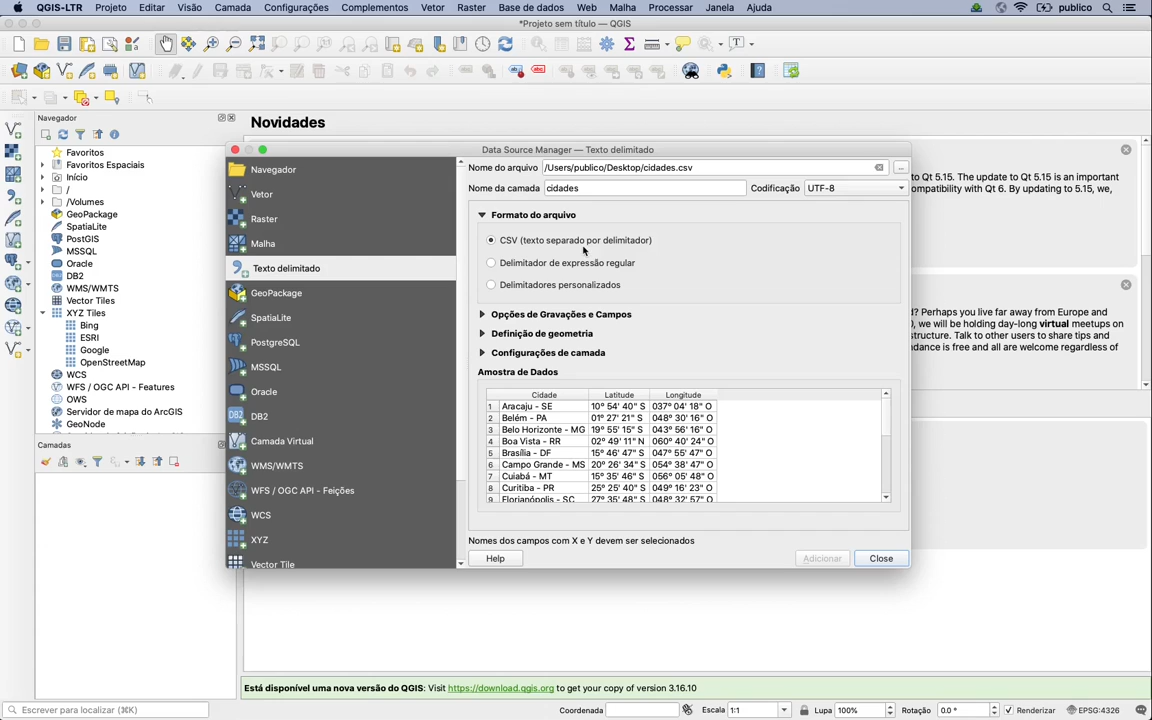 QGIS-LTR Projeto Editar Visão Camada Configurações Complementos Vetor Raster Base de dados Web Malha Processar Janela Ajuda publico
*Projeto sem título — QGIS
Navegador
Favoritos
Favoritos Espaciais
Início
/
/Volumes
GeoPackage
SpatiaLite
PostGIS
MSSQL
Oracle
DB2
WMS/WMTS
Vector Tiles
XYZ Tiles
Bing
ESRI
Google
OpenStreetMap
WCS
WFS / OGC API - Features
OWS
Servidor de mapa do ArcGIS
GeoNode
Camadas
Novidades
Qt 5.15. The update to Qt 5.15 is an important
ompatibility with Qt 6. By updating to 5.15, we,
d? Perhaps you live far away from Europe and
0, we will be holding day-long virtual meetups on
structure. Talk to other users to share tips and
ndance is free and all are welcome regardless of
Data Source Manager — Texto delimitado
Navegador
Vetor
Raster
Malha
Texto delimitado
GeoPackage
SpatiaLite
PostgreSQL
MSSQL
Oracle
DB2
Camada Virtual
WMS/WMTS
WFS / OGC API - Feições
WCS
XYZ
Vector Tile
Nome do arquivo /Users/publico/Desktop/cidades.csv ...
Nome da camada cidades Codificação UTF-8
Formato do arquivo
CSV (texto separado por delimitador)
Delimitador de expressão regular
Delimitadores personalizados
Opções de Gravações e Campos
Definição de geometria
Configurações de camada
Amostra de Dados
Cidade Latitude Longitude
1 Aracaju - SE 10° 54' 40" S 037° 04' 18" O
2 Belém - PA 01° 27' 21" S 048° 30' 16" O
3 Belo Horizonte - MG 19° 55' 15" S 043° 56' 16" O
4 Boa Vista - RR 02° 49' 11" N 060° 40' 24" O
5 Brasília - DF 15° 46' 47" S 047° 55' 47" O
6 Campo Grande - MS 20° 26' 34" S 054° 38' 47" O
7 Cuiabá - MT 15° 35' 46" S 056° 05' 48" O
8 Curitiba - PR 25° 25' 40" S 049° 16' 23" O
9 Florianópolis - SC 27° 35' 48" S 048° 32' 57" O
Nomes dos campos com X e Y devem ser selecionados
Help Adicionar Close
Está disponível uma nova versão do QGIS: Visit https://download.qgis.org to get your copy of version 3.16.10
Escrever para localizar (⌘K) Coordenada Escala 1:1 Lupa 100% Rotação 0.0 ° Renderizar EPSG:4326